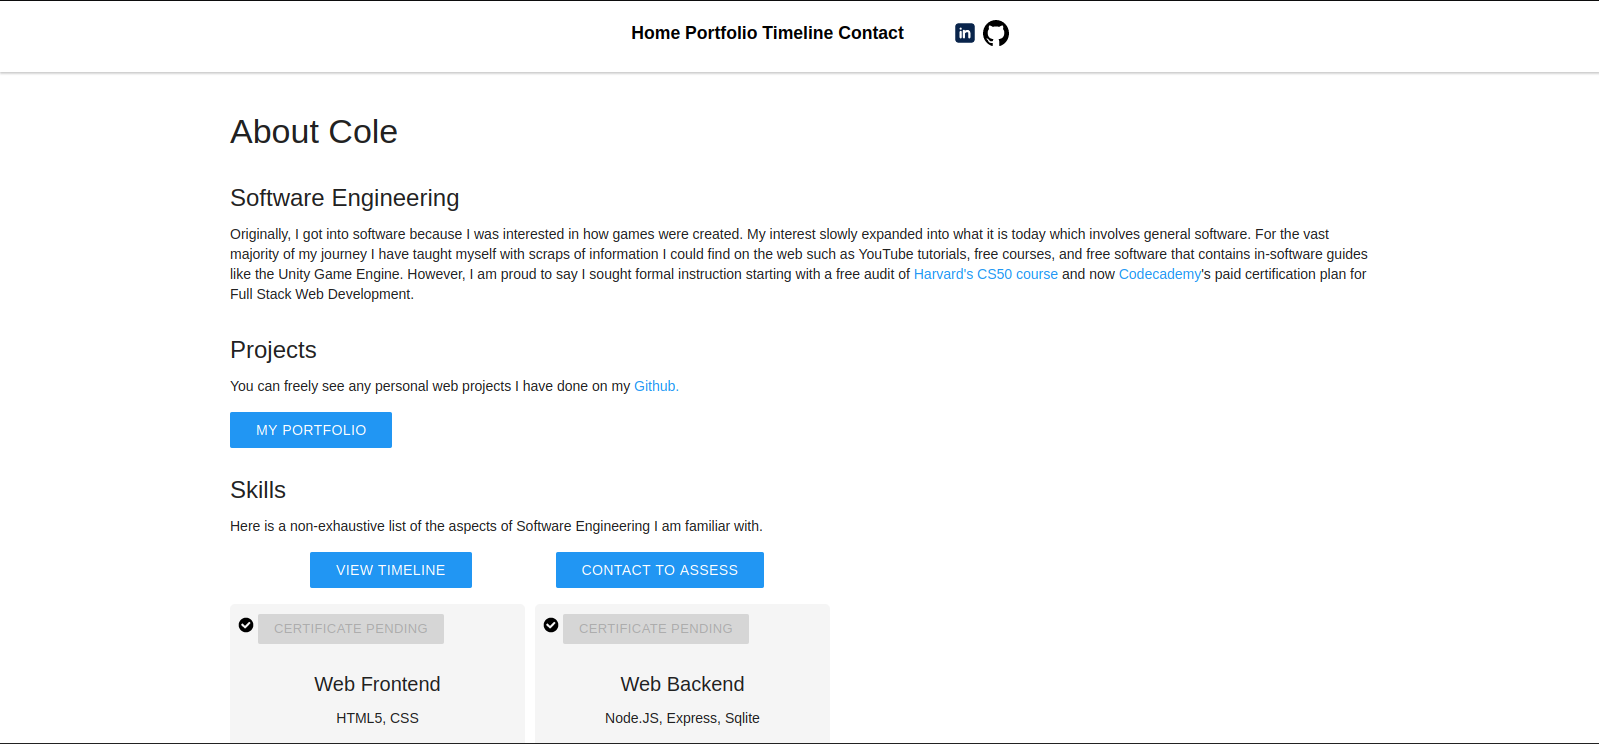 Home Portfolio Timeline Contact
in
About Cole
Software Engineering
Originally, I got into software because I was interested in how games were created. My interest slowly expanded into what it is today which involves general software. For the vast
majority of my journey I have taught myself with scraps of information I could find on the web such as YouTube tutorials, free courses, and free software that contains in-software guides
like the Unity Game Engine. However, I am proud to say I sought formal instruction starting with a free audit of Harvard's CS50 course and now Codecademy's paid certification plan for
Full Stack Web Development.
Projects
You can freely see any personal web projects I have done on my Github.
MY PORTFOLIO
Skills
Here is a non-exhaustive list of the aspects of Software Engineering I am familiar with.
VIEW TIMELINE CONTACT TO ASSESS
CERTIFICATE PENDING
Web Frontend
HTML5, CSS
CERTIFICATE PENDING
Web Backend
Node.JS, Express, Sqlite